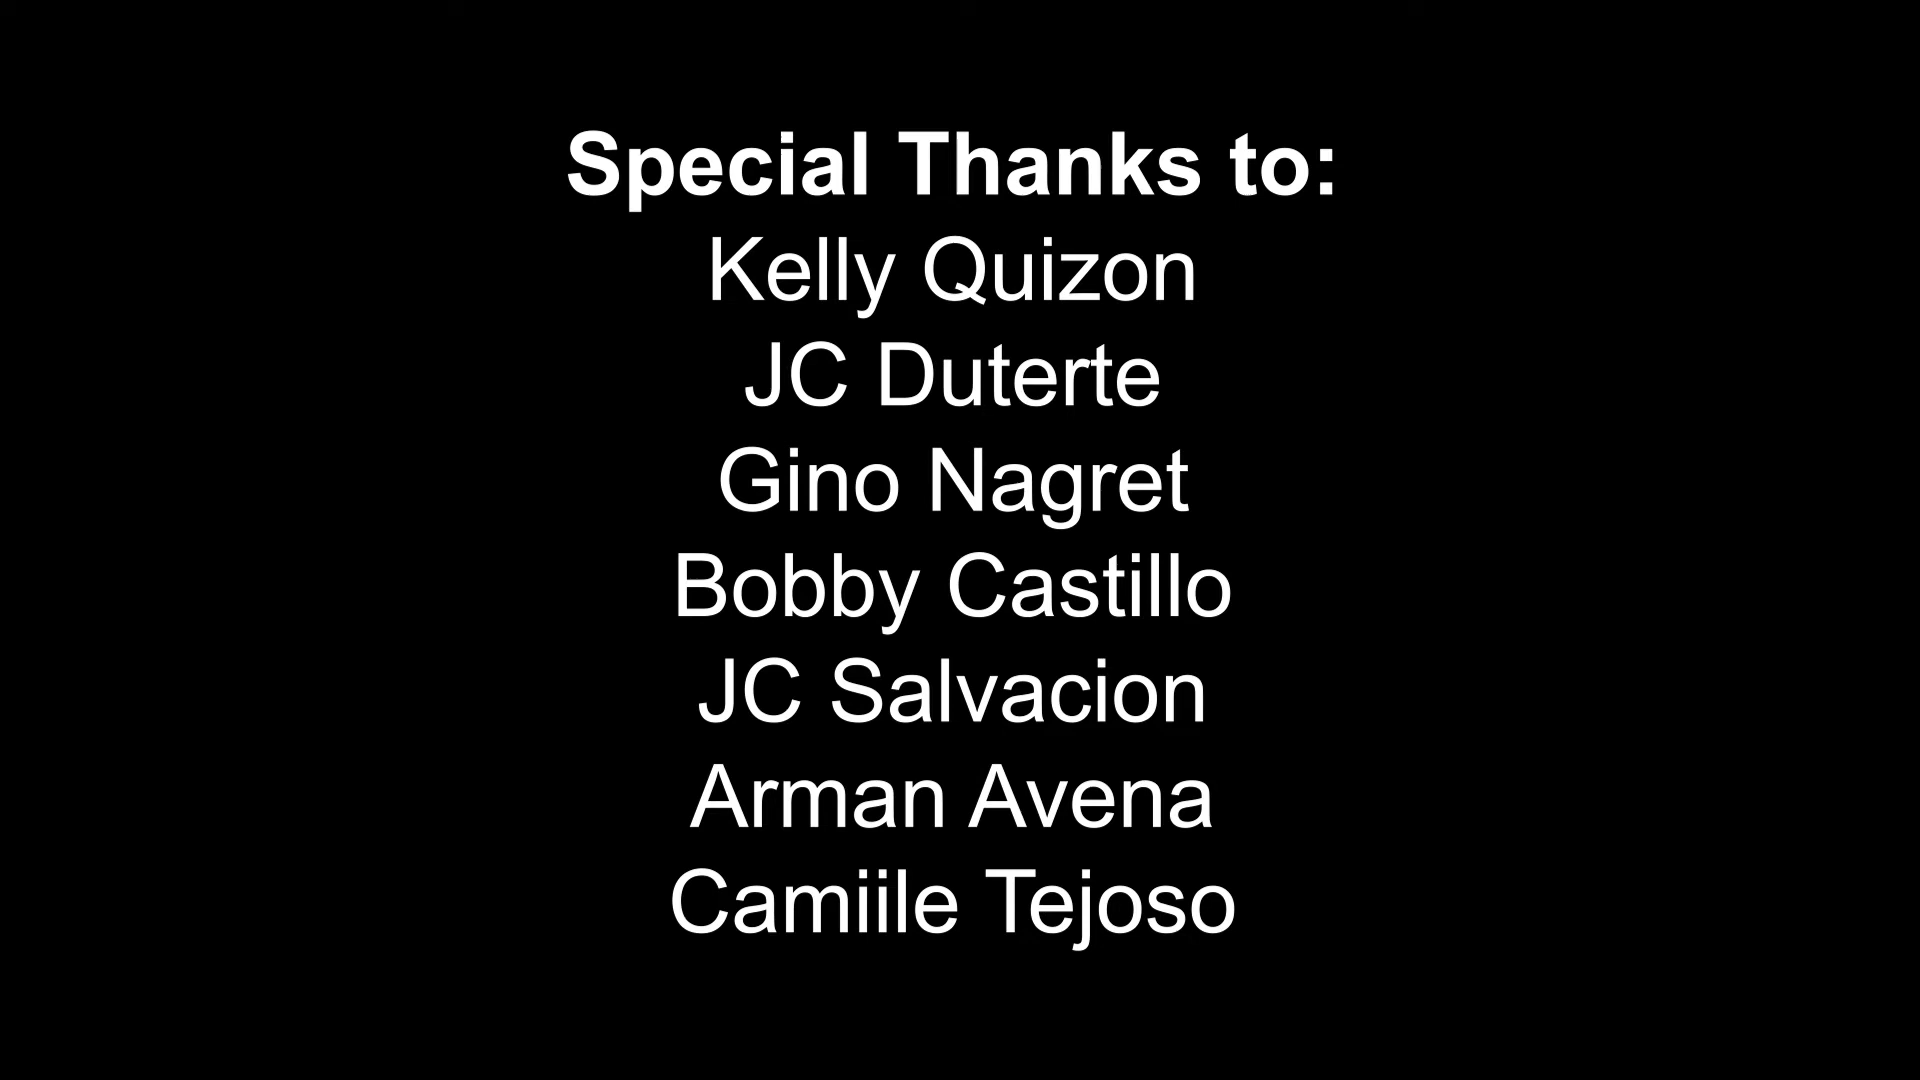 Special Thanks to:
Kelly Quizon
JC Duterte
Gino Nagret
Bobby Castillo
JC Salvacion
Arman Avena
Camiile Tejoso